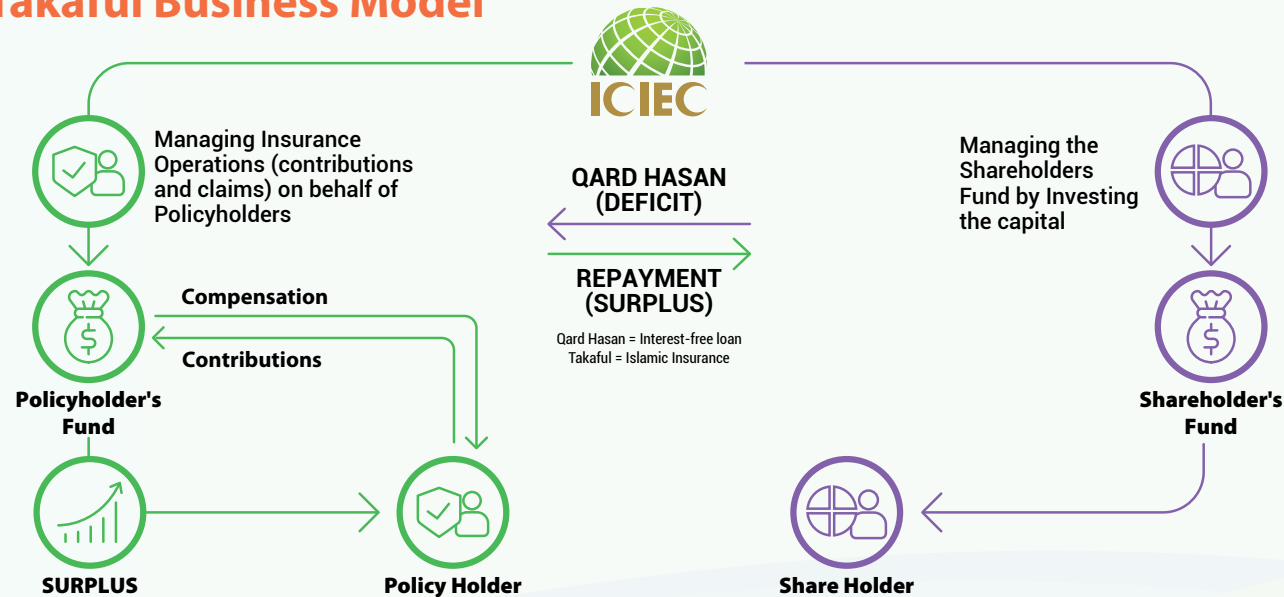 Takaful Business Model
ICIEC
Managing Insurance
Operations (contributions
and claims) on behalf of
Policyholders
QARD HASAN
(DEFICIT)
REPAYMENT
(SURPLUS)
Qard Hasan = Interest-free loan
Takaful = Islamic Insurance
Managing the
Shareholders
Fund by Investing
the capital
Compensation
Contributions
Policyholder's
Fund
Shareholder's
Fund
SURPLUS
Policy Holder
Share Holder